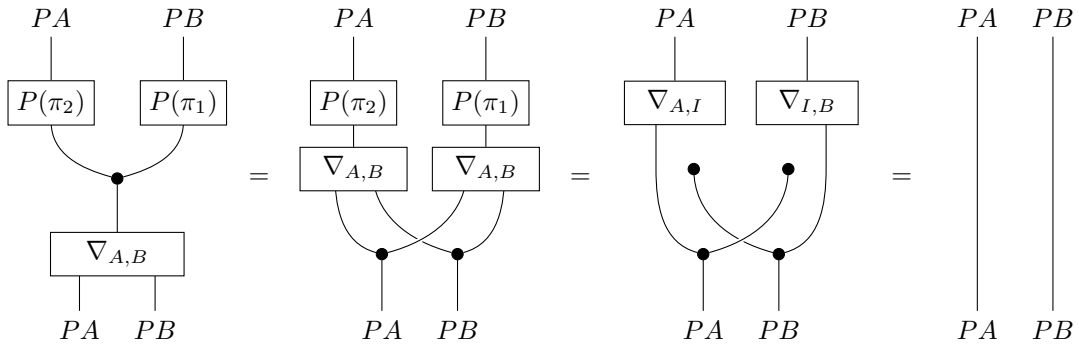 PA PB PA PB PA PB PA PB
P(π₂) P(π₁) P(π₂) P(π₁) ∇_{A,I} ∇_{I,B}
∇_{A,B} ∇_{A,B}
= = =
∇_{A,B}
PA PB PA PB PA PB PA PB